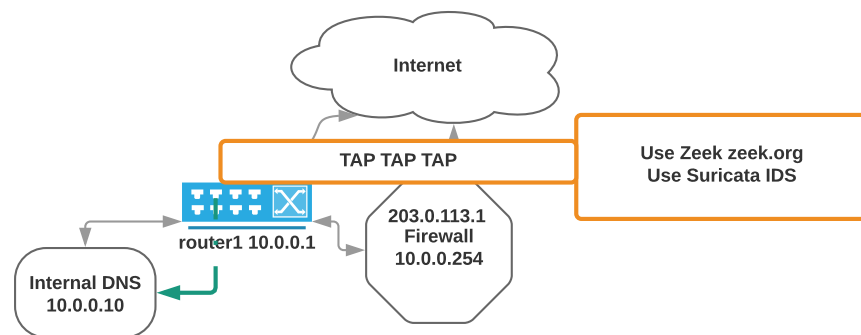 Internet
TAP TAP TAP
Use Zeek zeek.org
Use Suricata IDS
203.0.113.1
Firewall
10.0.0.254
router1 10.0.0.1
Internal DNS
10.0.0.10